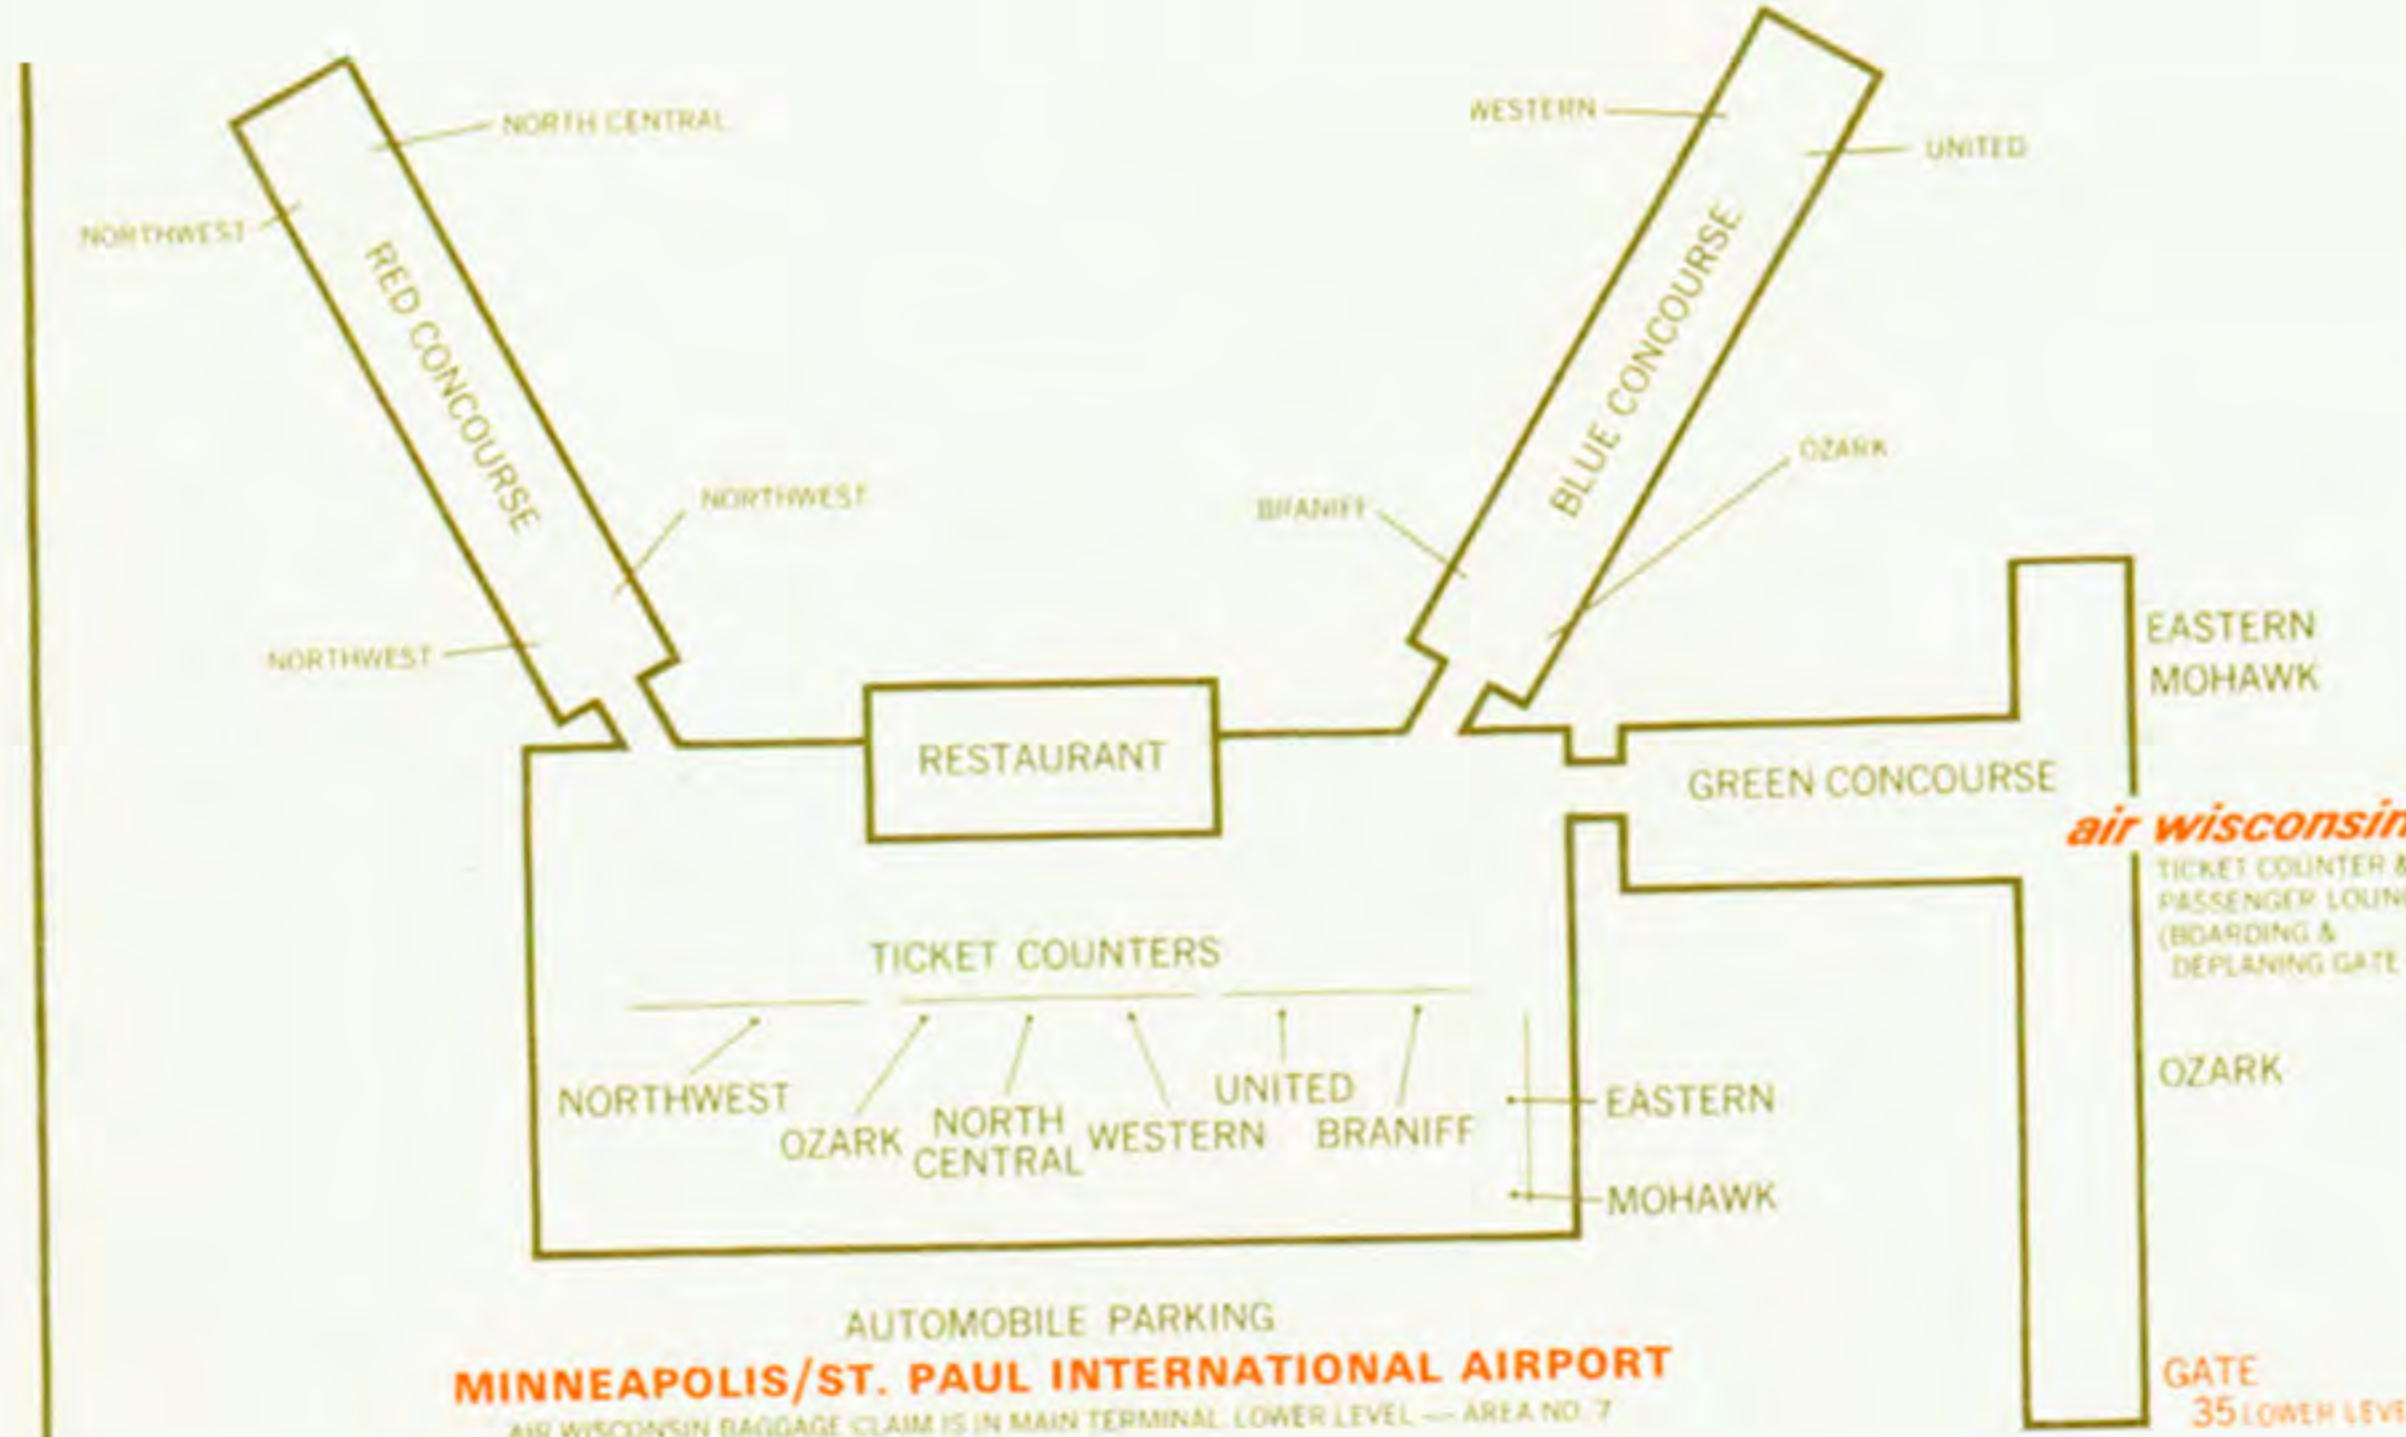 NORTH CENTRAL
WESTERN
UNITED
NORTHWEST
RED CONCOURSE
BLUE CONCOURSE
NORTHWEST
BRANIFF
OZARK
NORTHWEST
EASTERN
MOHAWK
RESTAURANT
GREEN CONCOURSE
air wisconsin
TICKET COUNTER &
PASSENGER
(BOARDING &
DEPLANING GATE
TICKET COUNTERS
NORTHWEST
OZARK
NORTH
CENTRAL
WESTERN
UNITED
BRANIFF
EASTERN
MOHAWK
OZARK
AUTOMOBILE PARKING
MINNEAPOLIS/ST. PAUL INTERNATIONAL AIRPORT
AIR WISCONSIN BAGGAGE CLAIM IS IN MAIN TERMINAL LOWER LEVEL — AREA NO. 7
GATE
35 LOWER